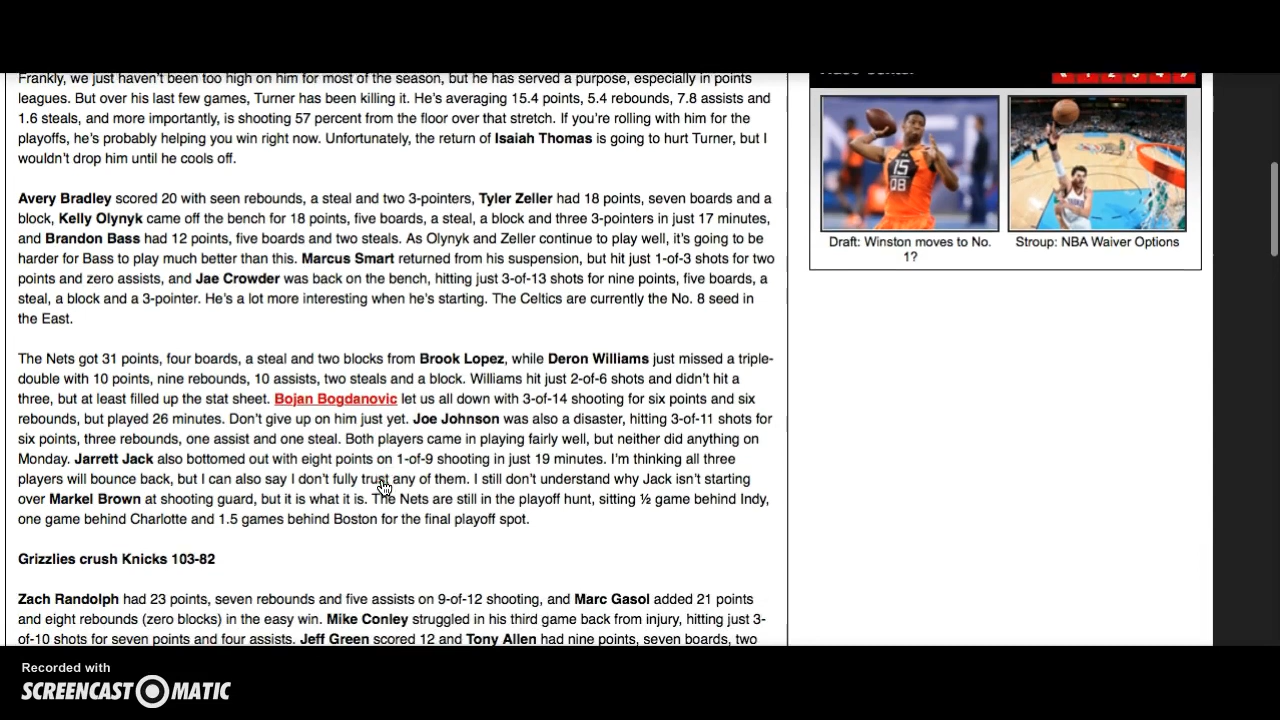 Frankly, we just haven't been too high on him for most of the season, but he has served a purpose, especially in points
leagues. But over his last few games, Turner has been killing it. He's averaging 15.4 points, 5.4 rebounds, 7.8 assists and
1.6 steals, and more importantly, is shooting 57 percent from the floor over that stretch. If you're rolling with him for the
playoffs, he's probably helping you win right now. Unfortunately, the return of Isaiah Thomas is going to hurt Turner, but I
wouldn't drop him until he cools off.
Avery Bradley scored 20 with seen rebounds, a steal and two 3-pointers, Tyler Zeller had 18 points, seven boards and a
block, Kelly Olynyk came off the bench for 18 points, five boards, a steal, a block and three 3-pointers in just 17 minutes,
and Brandon Bass had 12 points, five boards and two steals. As Olynyk and Zeller continue to play well, it's going to be
harder for Bass to play much better than this. Marcus Smart returned from his suspension, but hit just 1-of-3 shots for two
points and zero assists, and Jae Crowder was back on the bench, hitting just 3-of-13 shots for nine points, five boards, a
steal, a block and a 3-pointer. He's a lot more interesting when he's starting. The Celtics are currently the No. 8 seed in
the East.
The Nets got 31 points, four boards, a steal and two blocks from Brook Lopez, while Deron Williams just missed a triple-
double with 10 points, nine rebounds, 10 assists, two steals and a block. Williams hit just 2-of-6 shots and didn't hit a
three, but at least filled up the stat sheet. Bojan Bogdanovic let us all down with 3-of-14 shooting for six points and six
rebounds, but played 26 minutes. Don't give up on him just yet. Joe Johnson was also a disaster, hitting 3-of-11 shots for
six points, three rebounds, one assist and one steal. Both players came in playing fairly well, but neither did anything on
Monday. Jarrett Jack also bottomed out with eight points on 1-of-9 shooting in just 19 minutes. I'm thinking all three
players will bounce back, but I can also say I don't fully trust any of them. I still don't understand why Jack isn't starting
over Markel Brown at shooting guard, but it is what it is. The Nets are still in the playoff hunt, sitting ½ game behind Indy,
one game behind Charlotte and 1.5 games behind Boston for the final playoff spot.
Grizzlies crush Knicks 103-82
Zach Randolph had 23 points, seven rebounds and five assists on 9-of-12 shooting, and Marc Gasol added 21 points
and eight rebounds (zero blocks) in the easy win. Mike Conley struggled in his third game back from injury, hitting just 3-
of-10 shots for seven points and four assists. Jeff Green scored 12 and Tony Allen had nine points, seven boards, two
1 2 3 4
15
08
Draft: Winston moves to No.
1?
Stroup: NBA Waiver Options
Recorded with
SCREENCAST O MATIC